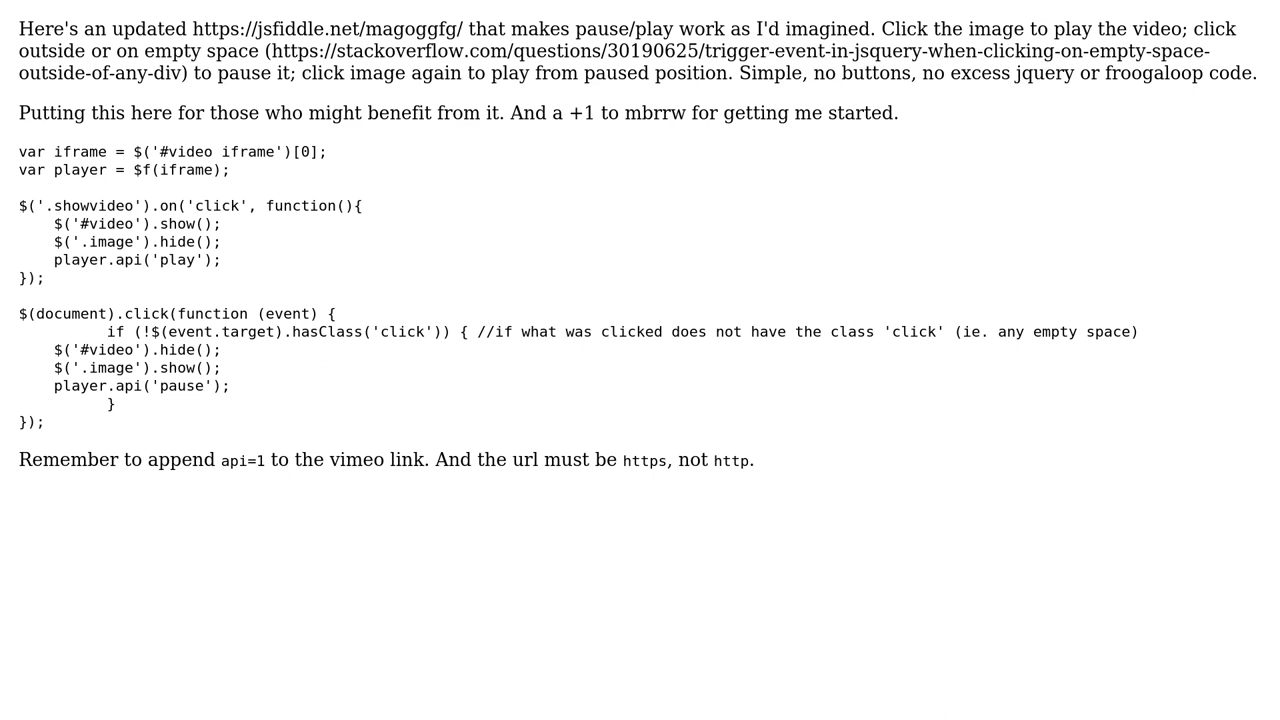 Here's an updated https://jsfiddle.net/magoggfg/ that makes pause/play work as I'd imagined. Click the image to play the video; click
outside or on empty space (https://stackoverflow.com/questions/30190625/trigger-event-in-jsquery-when-clicking-on-empty-space-
outside-of-any-div) to pause it; click image again to play from paused position. Simple, no buttons, no excess jquery or froogaloop code.
Putting this here for those who might benefit from it. And a +1 to mbrrw for getting me started.
var iframe = $('#video iframe')[0];
var player = $f(iframe);
$('.showvideo').on('click', function(){
    $('#video').show();
    $('.image').hide();
    player.api('play');
});
$(document).click(function (event) {
          if (!$(event.target).hasClass('click')) { //if what was clicked does not have the class 'click' (ie. any empty space)
    $('#video').hide();
    $('.image').show();
    player.api('pause');
          }
});
Remember to append api=1 to the vimeo link. And the url must be https, not http.